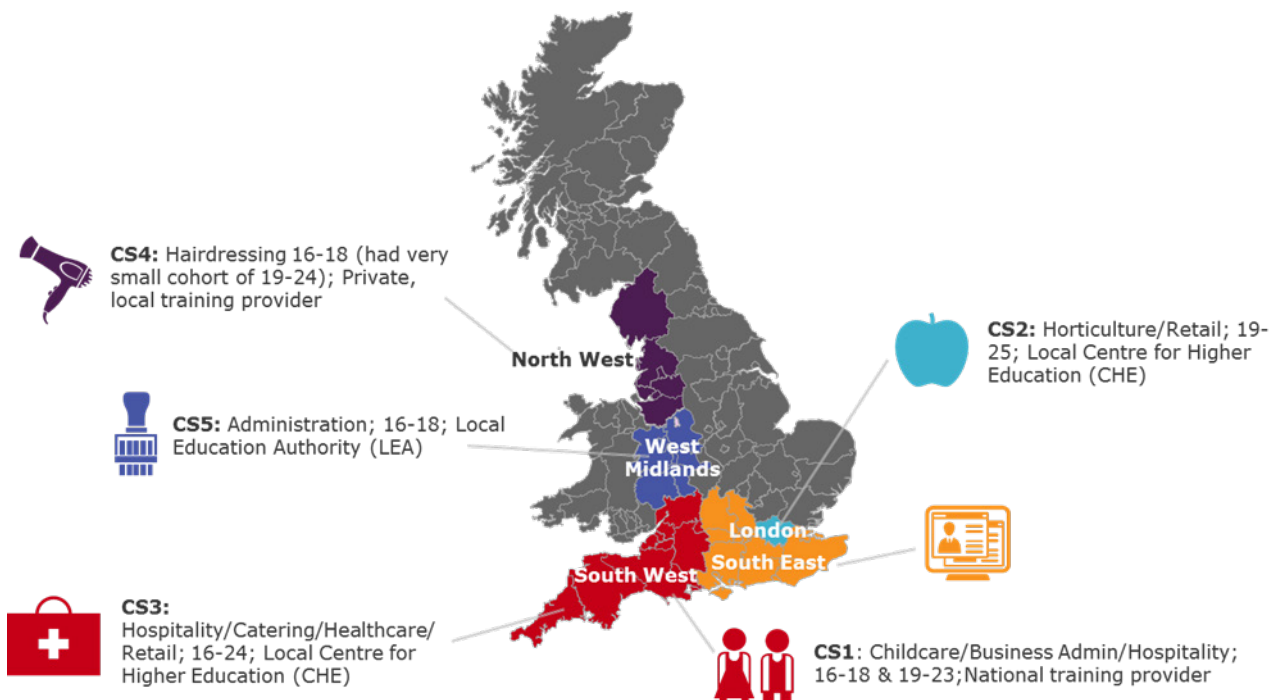 CS4: Hairdressing 16-18 (had very
small cohort of 19-24); Private,
local training provider
North West
CS2: Horticulture/Retail; 19-
25; Local Centre for Higher
Education (CHE)
CS5: Administration; 16-18; Local
Education Authority (LEA)
West
Midlands
London
South East
South West
CS3:
Hospitality/Catering/Healthcare/
Retail; 16-24; Local Centre for
Higher Education (CHE)
CS1: Childcare/Business Admin/Hospitality;
16-18 & 19-23;National training provider